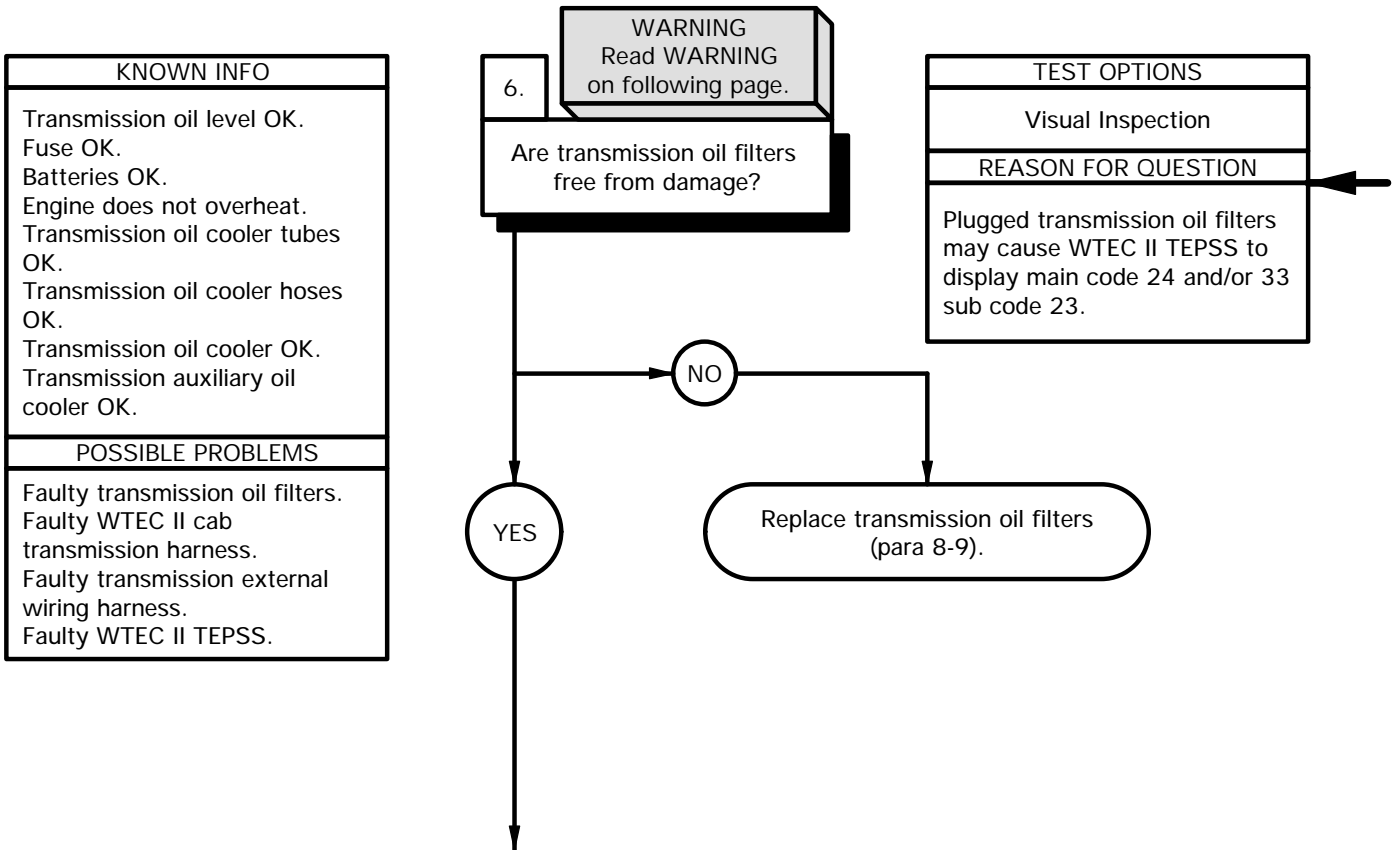 KNOWN INFO
Transmission oil level OK.
Fuse OK.
Batteries OK.
Engine does not overheat.
Transmission oil cooler tubes
OK.
Transmission oil cooler hoses
OK.
Transmission oil cooler OK.
Transmission auxiliary oil
cooler OK.
POSSIBLE PROBLEMS
Faulty transmission oil filters.
Faulty WTEC II cab
transmission harness.
Faulty transmission external
wiring harness.
Faulty WTEC II TEPSS.
WARNING
Read WARNING
on following page.
6.
Are transmission oil filters
free from damage?
NO
YES
Replace transmission oil filters
(para 8-9).
TEST OPTIONS
Visual Inspection
REASON FOR QUESTION
Plugged transmission oil filters
may cause WTEC II TEPSS to
display main code 24 and/or 33
sub code 23.